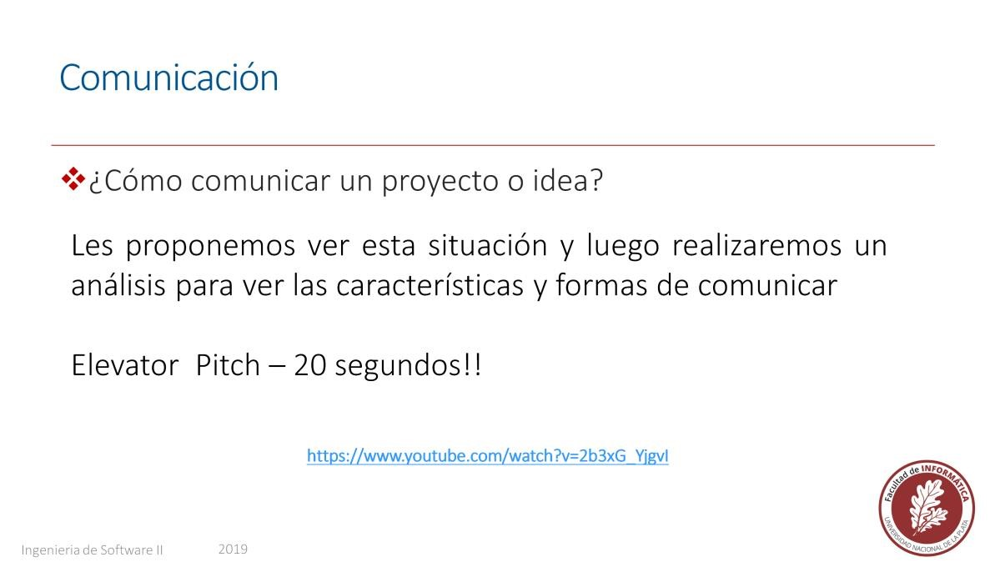 Comunicación
¿Cómo comunicar un proyecto o idea?
Les proponemos ver esta situación y luego realizaremos un
análisis para ver las características y formas de comunicar
Elevator Pitch – 20 segundos!!
https://www.youtube.com/watch?v=2b3xG_YjgvI
Facultad de INFORMÁTICA
UNIVERSIDAD NACIONAL DE LA PLATA
Ingenieria de Software II
2019